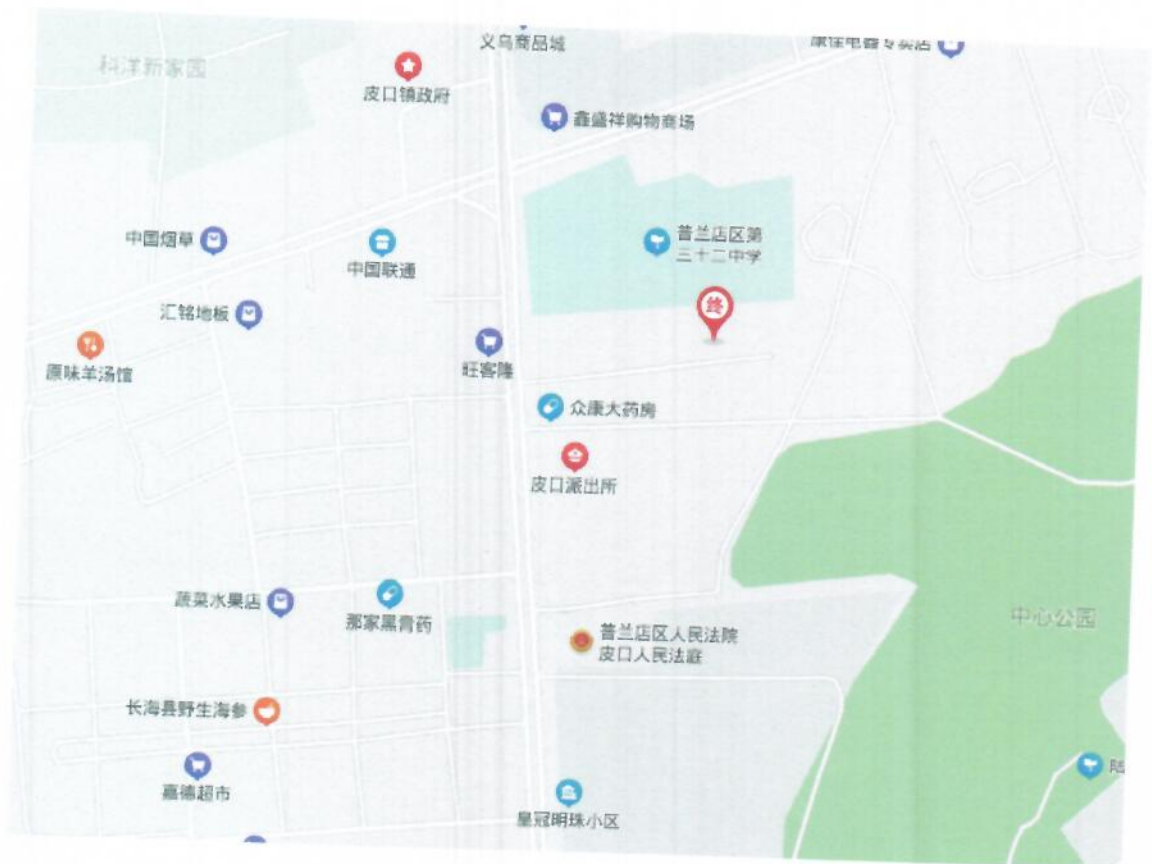 义乌商品城
科洋新家园
皮口镇政府
鑫盛祥购物商场
中国烟草
中国联通
普兰店区第
三十二中学
终
汇铭地板
原味羊汤馆
旺客隆
众康大药房
皮口派出所
蔬菜水果店
那家黑膏药
普兰店区人民法院
皮口人民法庭
中心公园
长海县野生海参
嘉德超市
皇冠明珠小区
陆